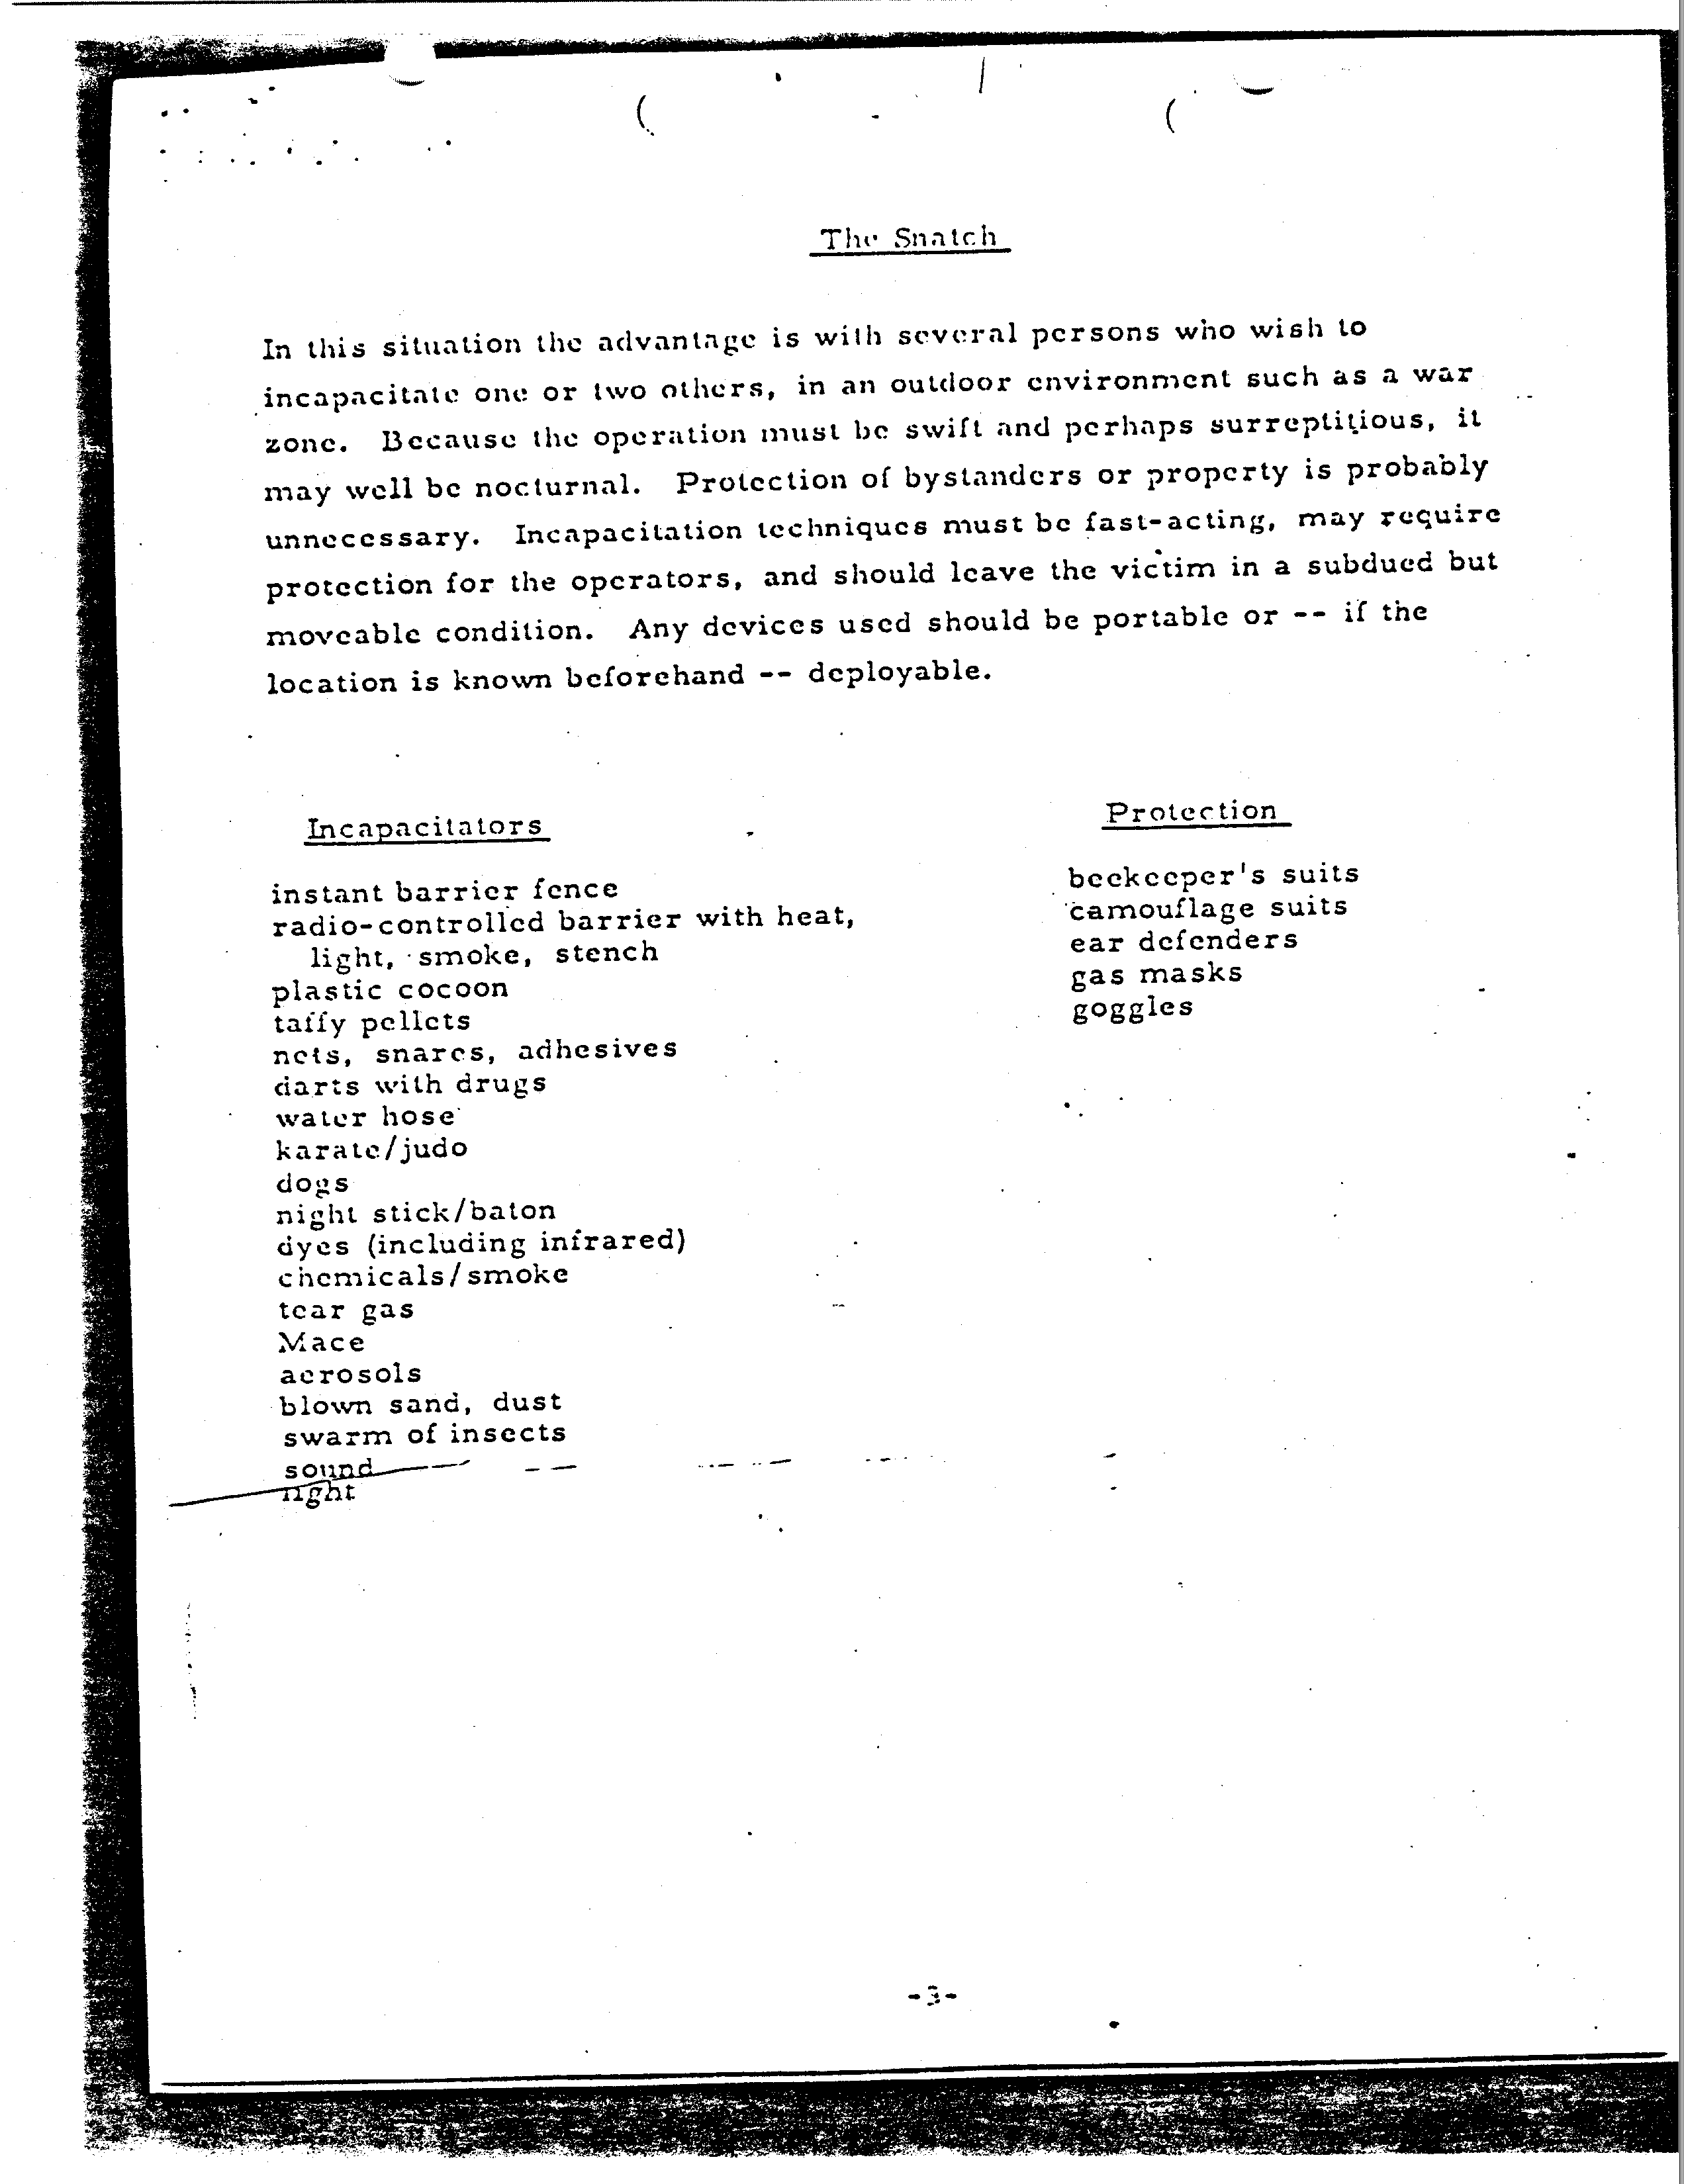 The Snatch
In this situation the advantage is with several persons who wish to
incapacitate one or two others, in an outdoor environment such as a war
zone. Because the operation must be swift and perhaps surreptitious, it
may well be nocturnal. Protection of bystanders or property is probably
unnecessary. Incapacitation techniques must be fast-acting, may require
protection for the operators, and should leave the victim in a subdued but
moveable condition. Any devices used should be portable or -- if the
location is known beforehand -- deployable.
Incapacitators
instant barrier fence
radio-controlled barrier with heat,
light, smoke, stench
plastic cocoon
taffy pellets
nets, snares, adhesives
darts with drugs
water hose
karate/judo
dogs
night stick/baton
dyes (including infrared)
chemicals/smoke
tear gas
Mace
aerosols
blown sand, dust
swarm of insects
sound
light
Protection
beekeeper's suits
camouflage suits
ear defenders
gas masks
goggles
-3-